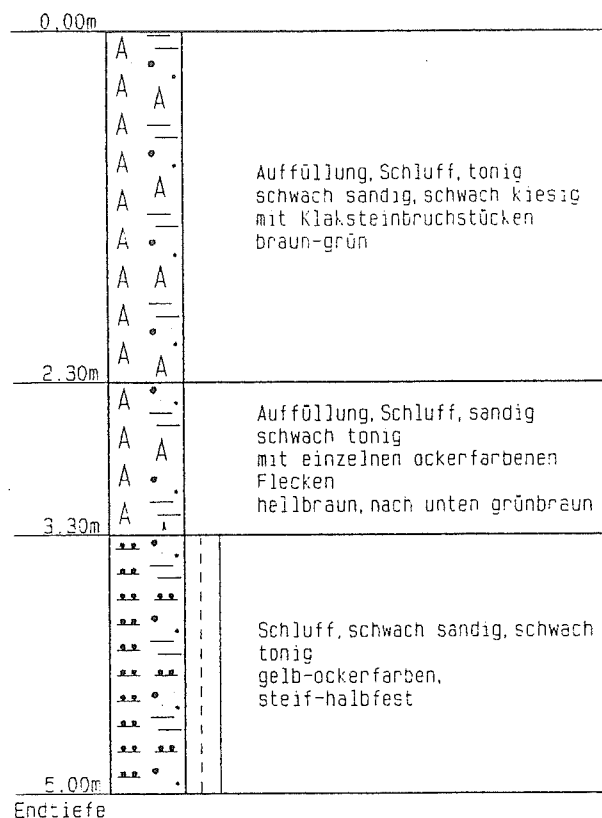 0,00m
Auffüllung, Schluff, tonig
schwach sandig, schwach kiesig
mit Klaksteinbruchstücken
braun-grün
2.30m
Auffüllung, Schluff, sandig
schwach tonig
mit einzelnen ockerfarbenen
Flecken
hellbraun, nach unten grünbraun
3.30m
Schluff, schwach sandig, schwach
tonig
gelb-ockerfarben,
steif-halbfest
5.00m
Endtiefe